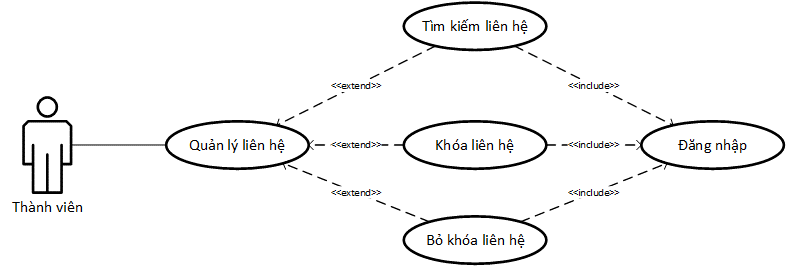 Tìm kiếm liên hệ
<<extend>>
<<include>>
Quản lý liên hệ
<<extend>>
Khóa liên hệ
<<include>>
Đăng nhập
Thành viên
<<extend>>
<<include>>
Bỏ khóa liên hệ